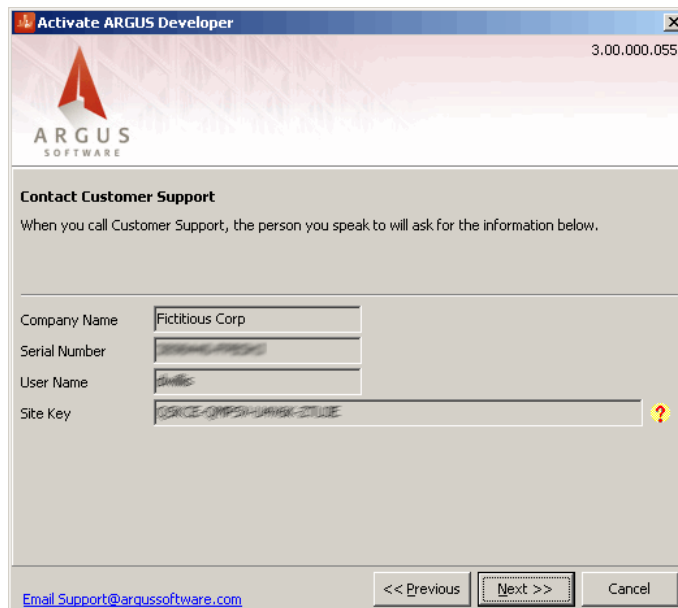 Activate ARGUS Developer
3.00.000.055
ARGUS
SOFTWARE
Contact Customer Support
When you call Customer Support, the person you speak to will ask for the information below.
Company Name Fictitious Corp
Serial Number
User Name
Site Key
?
Email Support@argussoftware.com << Previous Next >> Cancel